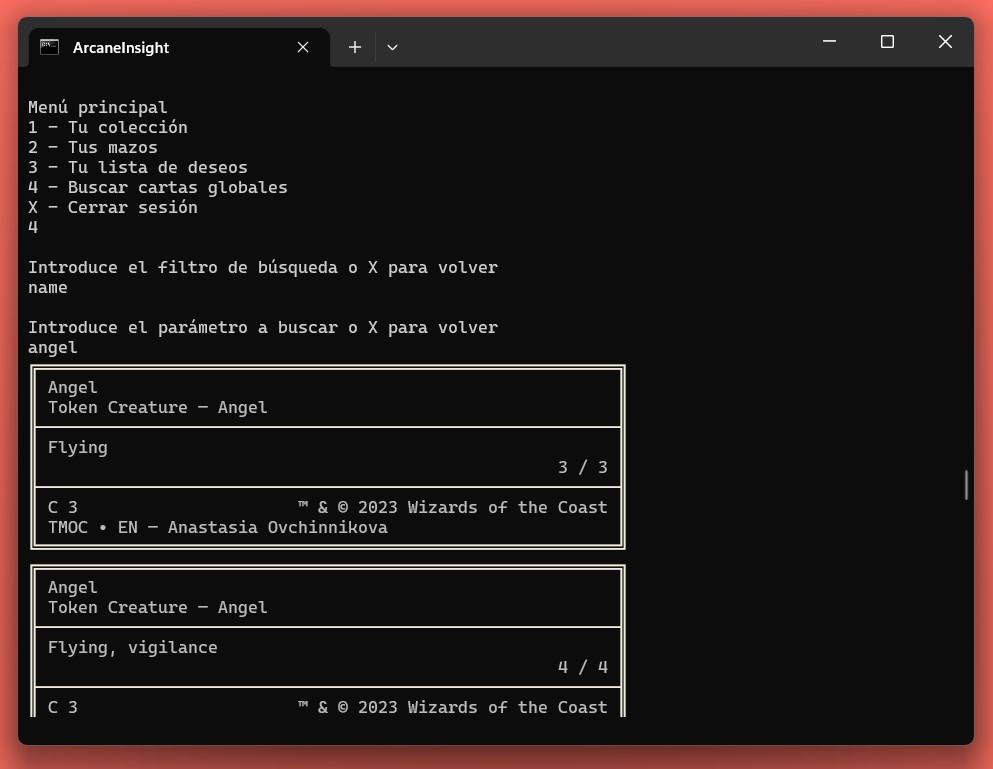 ArcaneInsight
Menú principal
1 — Tu colección
2 — Tus mazos
3 — Tu lista de deseos
4 — Buscar cartas globales
X — Cerrar sesión
4
Introduce el filtro de búsqueda o X para volver
name
Introduce el parámetro a buscar o X para volver
angel
Angel
Token Creature — Angel
Flying
3 / 3
C 3 ™ & © 2023 Wizards of the Coast
TMOC • EN — Anastasia Ovchinnikova
Angel
Token Creature — Angel
Flying, vigilance
4 / 4
C 3 ™ & © 2023 Wizards of the Coast